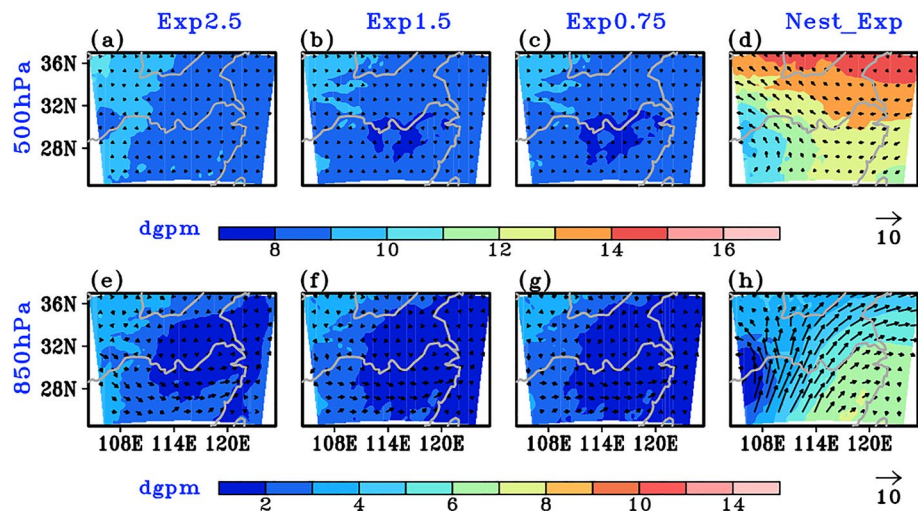 Exp2.5 Exp1.5 Exp0.75 Nest_Exp
(a) (b) (c) (d)
500hPa
36N
32N
28N
dgpm
8 10 12 14 16
10
(e) (f) (g) (h)
850hPa
36N
32N
28N
108E 114E 120E 108E 114E 120E 108E 114E 120E 108E 114E 120E
dgpm
2 4 6 8 10 12 14
10